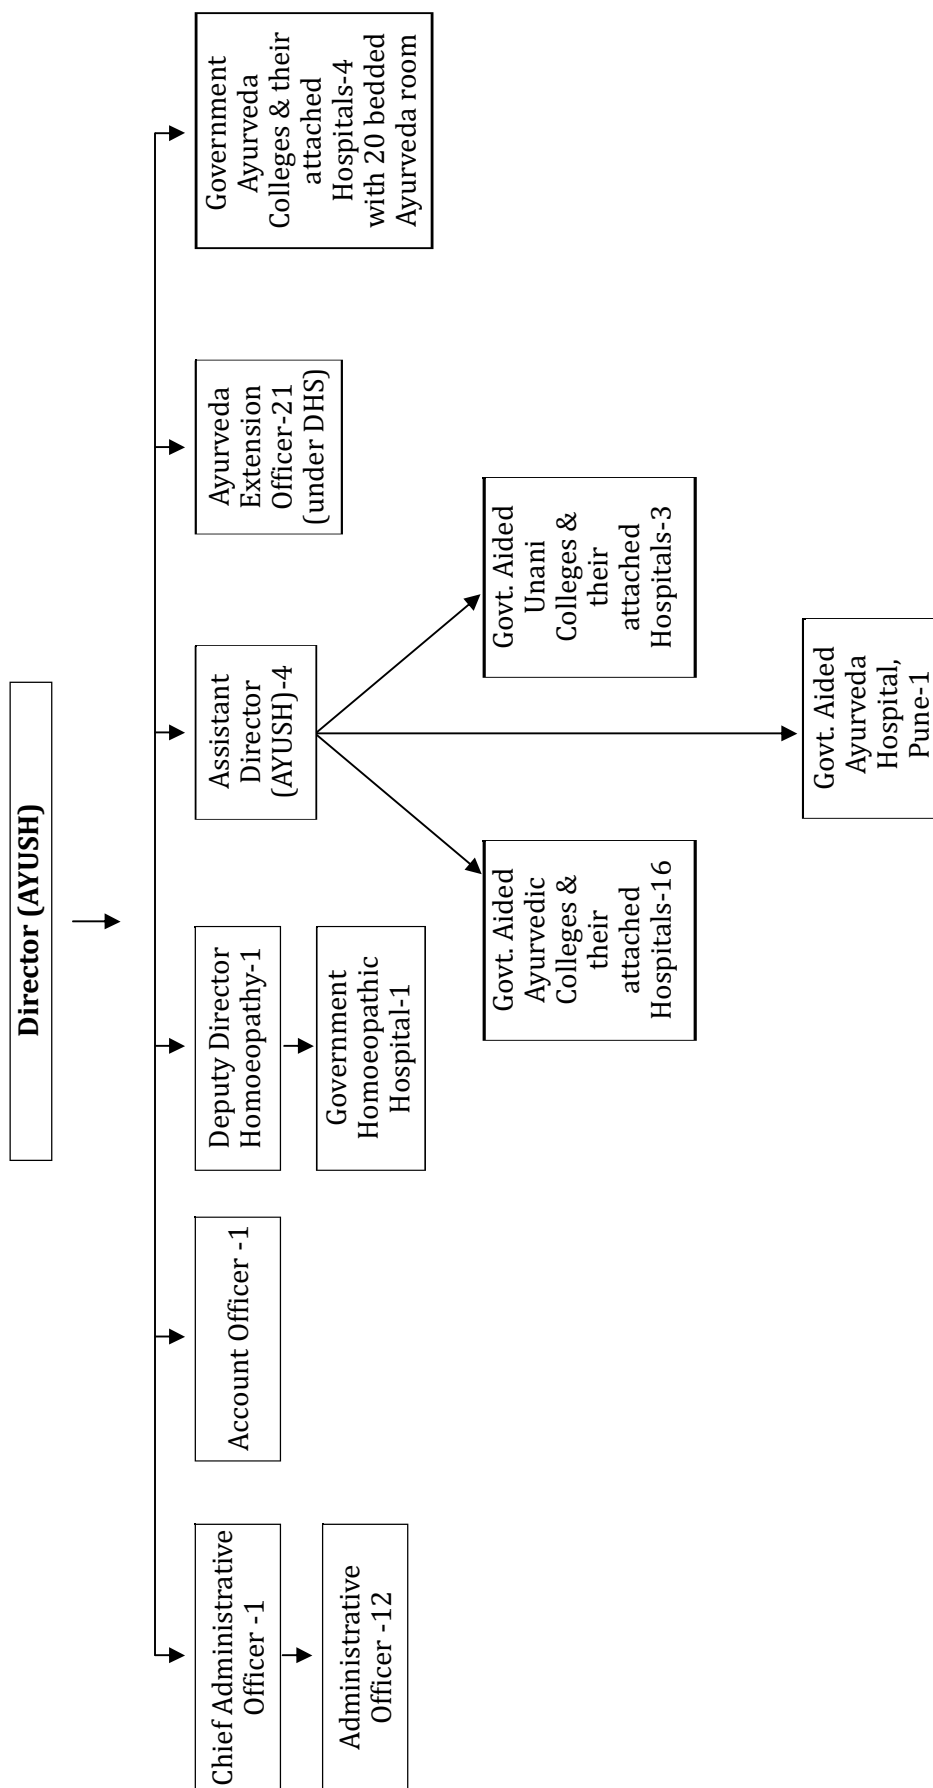 Director (AYUSH)
Chief Administrative
Officer -1
Account Officer -1
Deputy Director
Homoeopathy-1
Assistant
Director
(AYUSH)-4
Ayurveda
Extension
Officer-21
(under DHS)
Government
Ayurveda
Colleges & their
attached
Hospitals-4
with 20 bedded
Ayurveda room
Administrative
Officer -12
Government
Homoeopathic
Hospital-1
Govt. Aided
Ayurvedic
Colleges &
their
attached
Hospitals-16
Govt. Aided
Unani
Colleges &
their
attached
Hospitals-3
Govt. Aided
Ayurveda
Hospital,
Pune-1